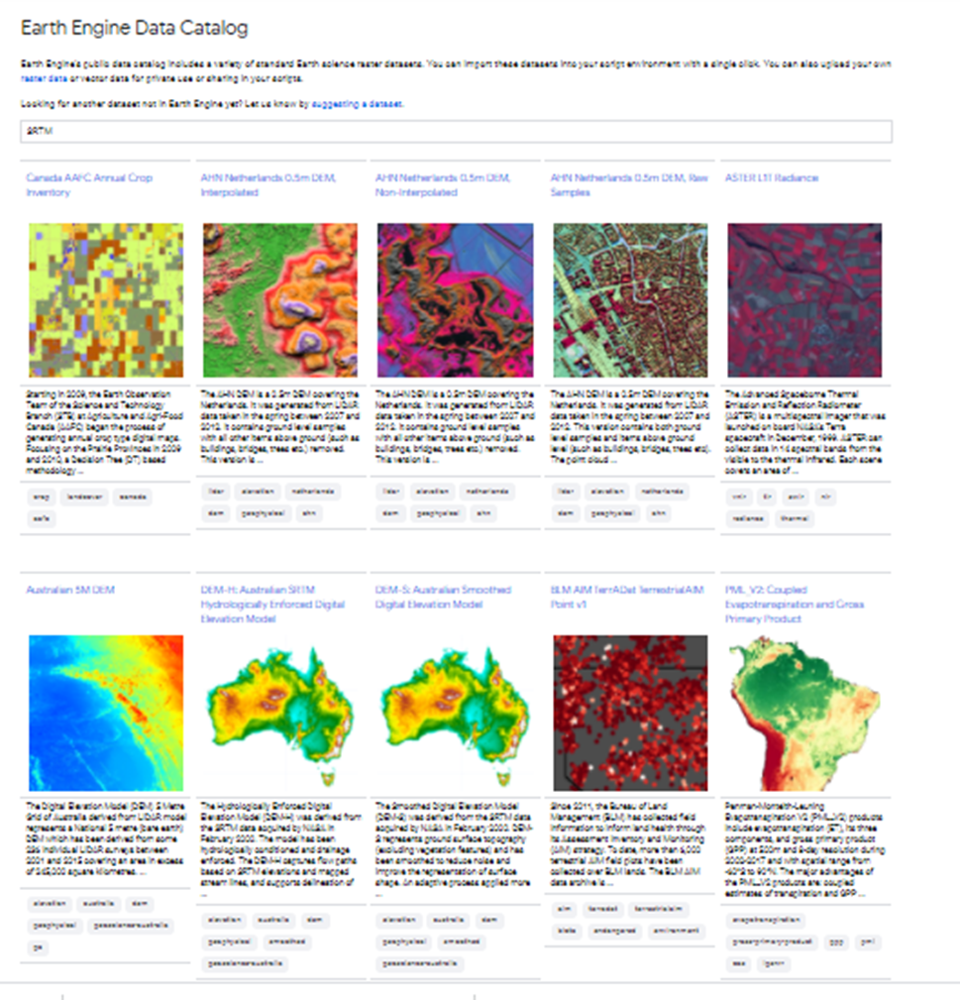 Earth Engine Data Catalog
Earth Engine's public data catalog includes a variety of standard Earth science raster datasets. You can import these datasets into your script environment with a single click. You can also upload your own
raster data or vector data for private use or sharing in your scripts.
Looking for another dataset not in Earth Engine yet? Let us know by suggesting a dataset.
SRTM
Canada AAFC Annual Crop
Inventory
AHN Netherlands 0.5m DEM,
Interpolated
AHN Netherlands 0.5m DEM,
Non-Interpolated
AHN Netherlands 0.5m DEM, Raw
Samples
ASTER L1T Radiance
Starting in 2009, the Earth Observation
Team of the Science and Technology
Branch (STB) at Agriculture and Agri-Food
Canada (AAFC) began the process of
generating annual crop type digital maps.
Focusing on the Prairie Provinces in 2009
and 2010, a Decision Tree (DT) based
methodology ...
The AHN DEM is a 0.5m DEM covering the
Netherlands. It was generated from LIDAR
data taken in the spring between 2007 and
2012. It contains ground level samples
with all other items above ground (such as
buildings, bridges, trees etc.) removed.
This version is ...
The AHN DEM is a 0.5m DEM covering the
Netherlands. It was generated from LIDAR
data taken in the spring between 2007 and
2012. It contains ground level samples
with all other items above ground (such as
buildings, bridges, trees etc.) removed.
This version is ...
The AHN DEM is a 0.5m DEM covering the
Netherlands. It was generated from LIDAR
data taken in the spring between 2007 and
2012. This version contains both ground
level samples and items above ground
level (such as buildings, bridges, trees etc).
The point cloud ...
The Advanced Spaceborne Thermal
Emission and Reflection Radiometer
(ASTER) is a multispectral imager that was
launched on board NASA's Terra
spacecraft in December, 1999. ASTER can
collect data in 14 spectral bands from the
visible to the thermal infrared. Each scene
covers an area of ...
crop landcover canada
aafc
lidar elevation netherlands
dem geophysical ahn
lidar elevation netherlands
dem geophysical ahn
lidar elevation netherlands
dem geophysical ahn
vnir tir swir nir
radiance thermal
Australian 5M DEM
DEM-H: Australian SRTM
Hydrologically Enforced Digital
Elevation Model
DEM-S: Australian Smoothed
Digital Elevation Model
BLM AIM TerrADat TerrestrialAIM
Point v1
PML_V2: Coupled
Evapotranspiration and Gross
Primary Product
The Digital Elevation Model (DEM) 5 Metre
Grid of Australia derived from LiDAR model
represents a National 5 metre (bare earth)
DEM which has been derived from some
236 individual LiDAR surveys between
2001 and 2015 covering an area in excess
of 245,000 square kilometres. ...
The Hydrologically Enforced Digital
Elevation Model (DEM-H) was derived from
the SRTM data acquired by NASA in
February 2000. The model has been
hydrologically conditioned and drainage
enforced. The DEM-H captures flow paths
based on SRTM elevations and mapped
stream lines, and supports delineation of
...
The Smoothed Digital Elevation Model
(DEM-S) was derived from the SRTM data
acquired by NASA in February 2000. DEM-
S represents ground surface topography
(excluding vegetation features) and has
been smoothed to reduce noise and
improve the representation of surface
shape. An adaptive process applied more
...
Since 2011, the Bureau of Land
Management (BLM) has collected field
information to inform land health through
its Assessment Inventory and Monitoring
(AIM) strategy. To date, more than 6,000
terrestrial AIM field plots have been
collected over BLM lands. The BLM AIM
data archive is ...
Penman-Monteith-Leuning
Evapotranspiration V2 (PML_V2) products
include evapotranspiration (ET), its three
components, and gross primary product
(GPP) at 500m and 8-day resolution during
2002-2017 and with spatial range from
-60°S to 90°N. The major advantages of
the PML_V2 products are: coupled
estimates of transpiration and GPP ...
elevation australia dem
geophysical geoscienceaustralia
ga
elevation australia dem
geophysical smoothed
geoscienceaustralia
elevation australia dem
geophysical smoothed
geoscienceaustralia
aim terradat terrestrialaim
endangered
evapotranspiration
grossprimaryproduct gpp pml